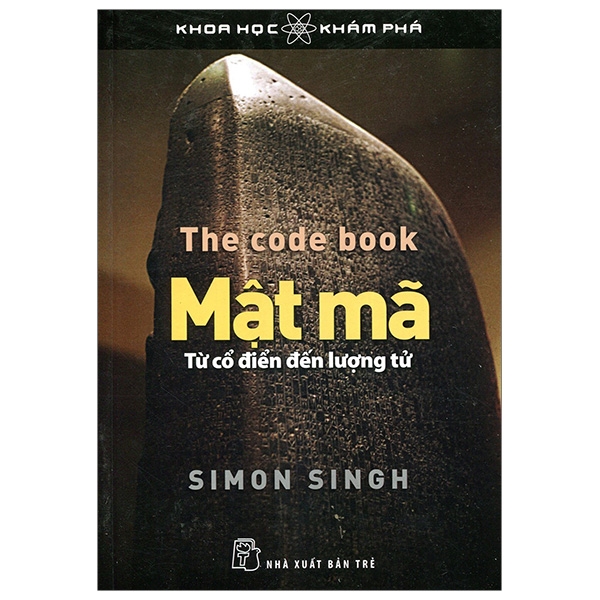 KHOA HỌC KHÁM PHÁ
The code book
Mật mã
Từ cổ điển đến lượng tử
SIMON SINGH
NHÀ XUẤT BẢN TRẺ